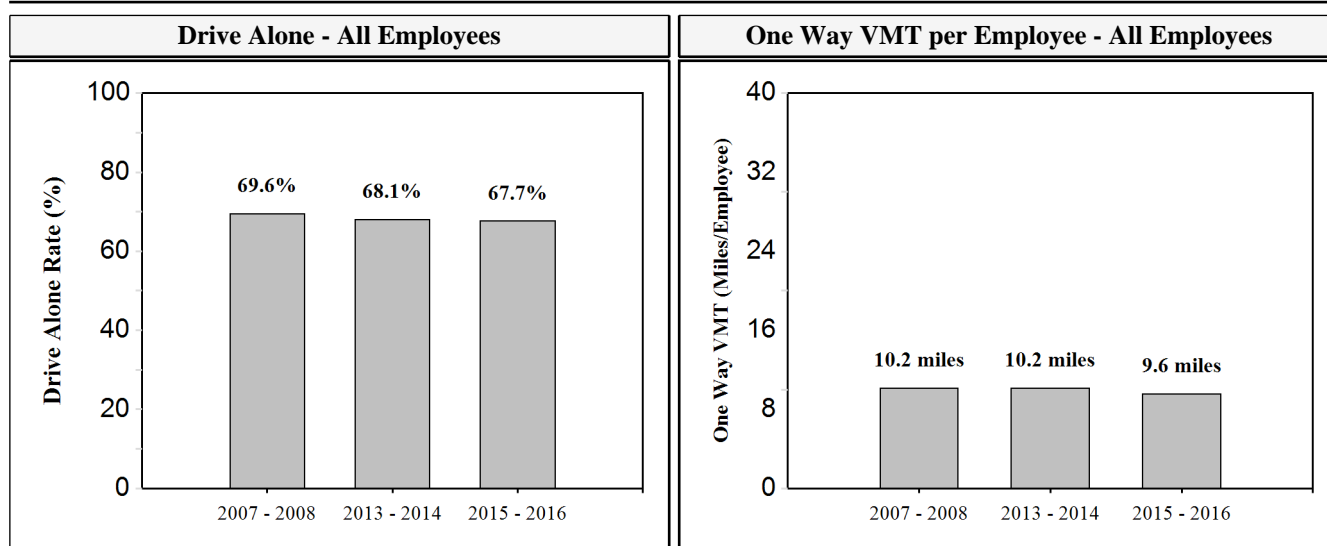 Drive Alone - All Employees
Drive Alone Rate (%)
100
80
60
40
20
0
69.6%
68.1%
67.7%
2007 - 2008
2013 - 2014
2015 - 2016
One Way VMT per Employee - All Employees
One Way VMT (Miles/Employee)
40
32
24
16
8
0
10.2 miles
10.2 miles
9.6 miles
2007 - 2008
2013 - 2014
2015 - 2016